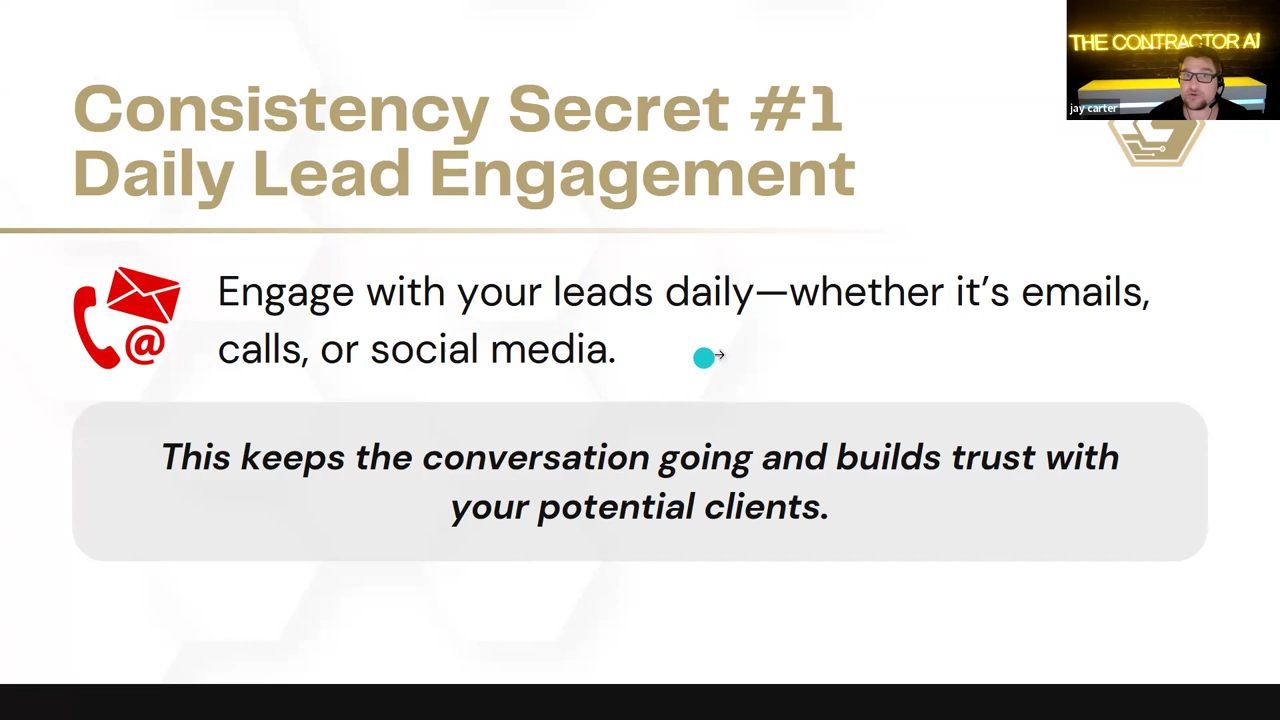 THE CONTRACTOR AI
jay carter
Consistency Secret #1
Daily Lead Engagement
@
Engage with your leads daily—whether it’s emails,
calls, or social media.
This keeps the conversation going and builds trust with
your potential clients.